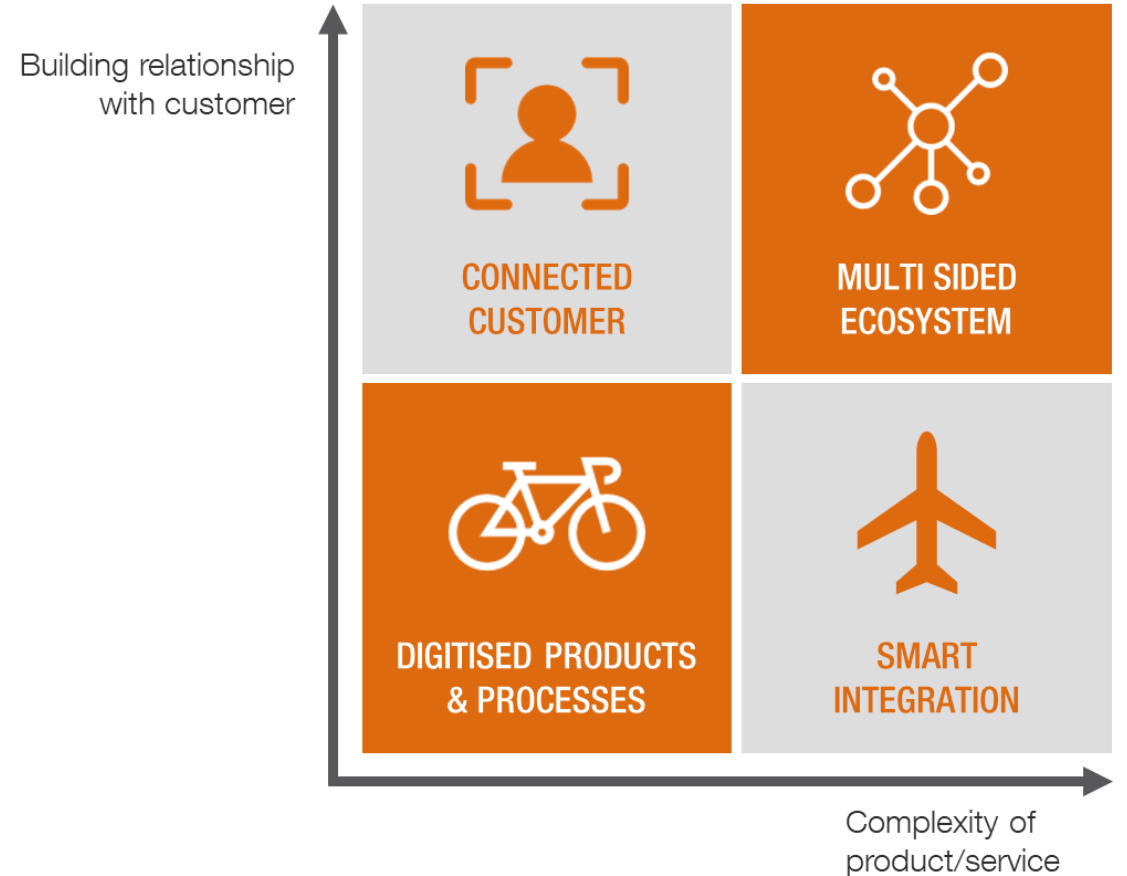 Building relationship
with customer
CONNECTED
CUSTOMER
MULTI SIDED
ECOSYSTEM
DIGITISED PRODUCTS
& PROCESSES
SMART
INTEGRATION
Complexity of
product/service